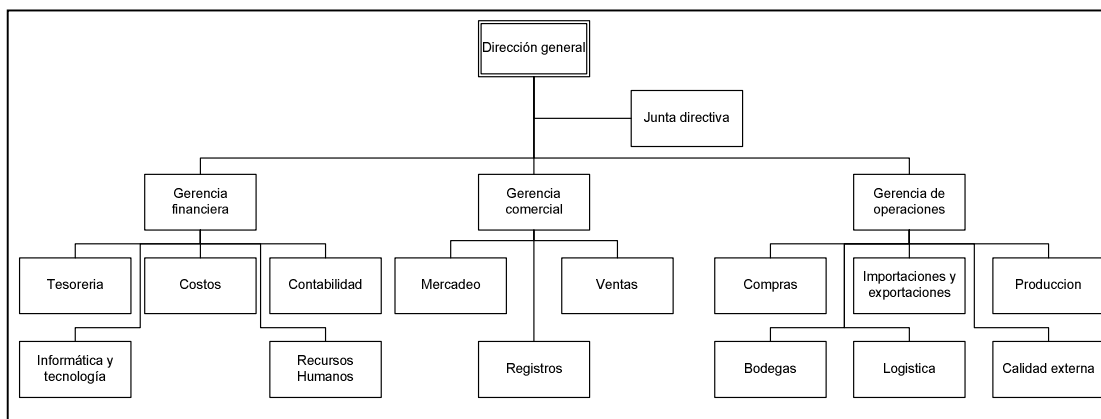 Dirección general
Junta directiva
Gerencia
financiera
Gerencia
comercial
Gerencia de
operaciones
Tesoreria
Costos
Contabilidad
Mercadeo
Ventas
Compras
Importaciones y
exportaciones
Produccion
Informática y
tecnología
Recursos
Humanos
Registros
Bodegas
Logistica
Calidad externa